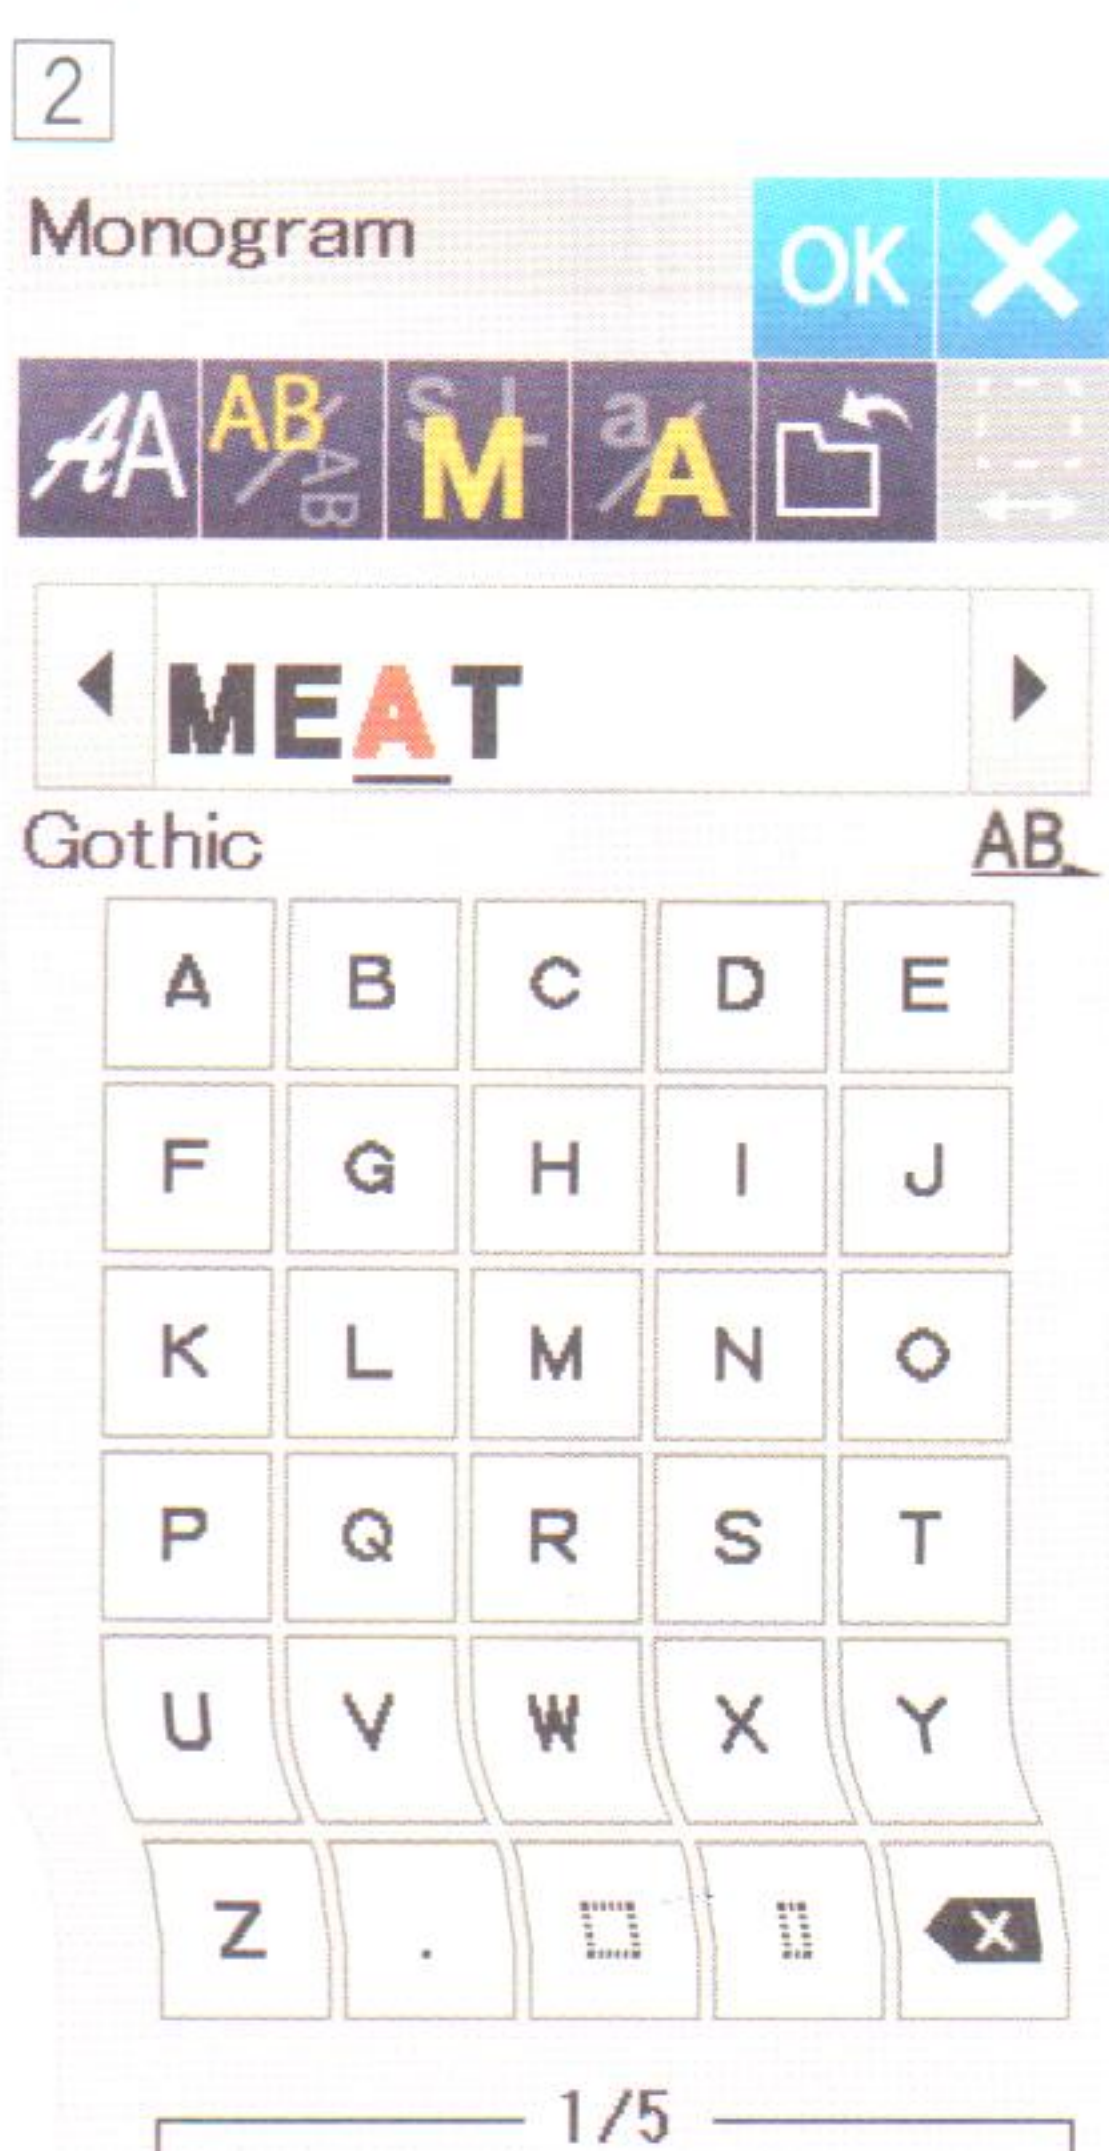 2
Monogram OK X
AA AB AB S M L a A
MEAT
Gothic AB
A B C D E
F G H I J
K L M N O
P Q R S T
U V W X Y
Z . X
1/5